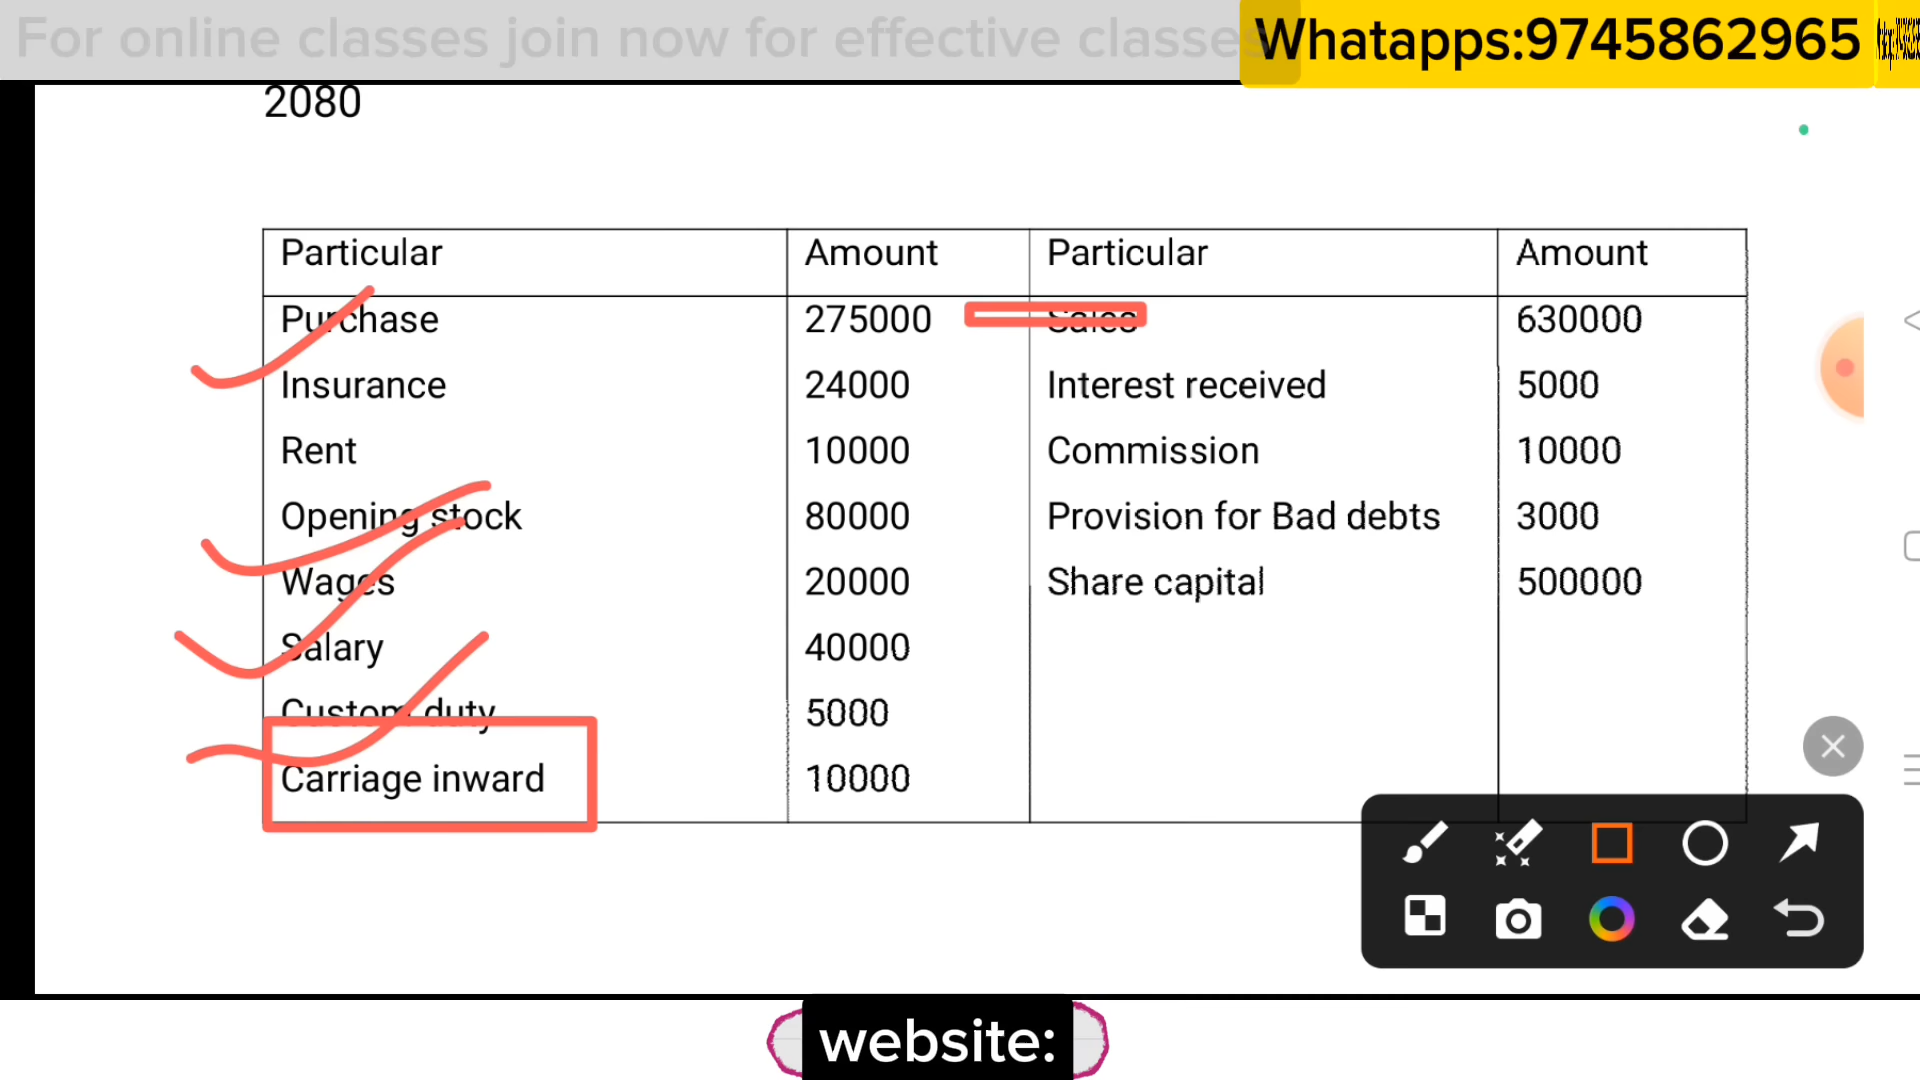 For online classes join now for effective classes
Whatapps:9745862965
2080
Particular Amount Particular Amount
Purchase 275000 Sales 630000
Insurance 24000 Interest received 5000
Rent 10000 Commission 10000
Opening stock 80000 Provision for Bad debts 3000
Wages 20000 Share capital 500000
Salary 40000
Custom duty 5000
Carriage inward 10000
website: